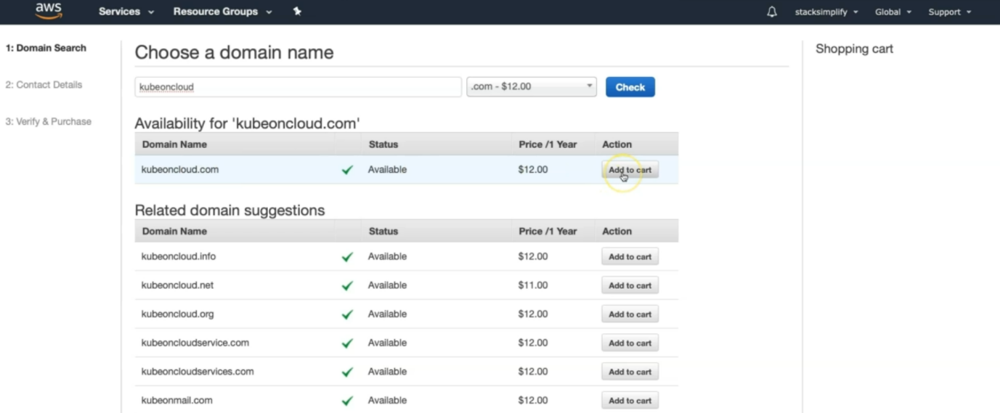 aws Services Resource Groups stacksimplify Global Support
1: Domain Search
2: Contact Details
3: Verify & Purchase
Choose a domain name
kubeoncloud .com - $12.00 Check
Availability for 'kubeoncloud.com'
Domain Name Status Price /1 Year Action
kubeoncloud.com Available $12.00 Add to cart
Related domain suggestions
Domain Name Status Price /1 Year Action
kubeoncloud.info Available $12.00 Add to cart
kubeoncloud.net Available $11.00 Add to cart
kubeoncloud.org Available $12.00 Add to cart
kubeoncloudservice.com Available $12.00 Add to cart
kubeoncloudservices.com Available $12.00 Add to cart
kubeonmail.com Available $12.00 Add to cart
Shopping cart